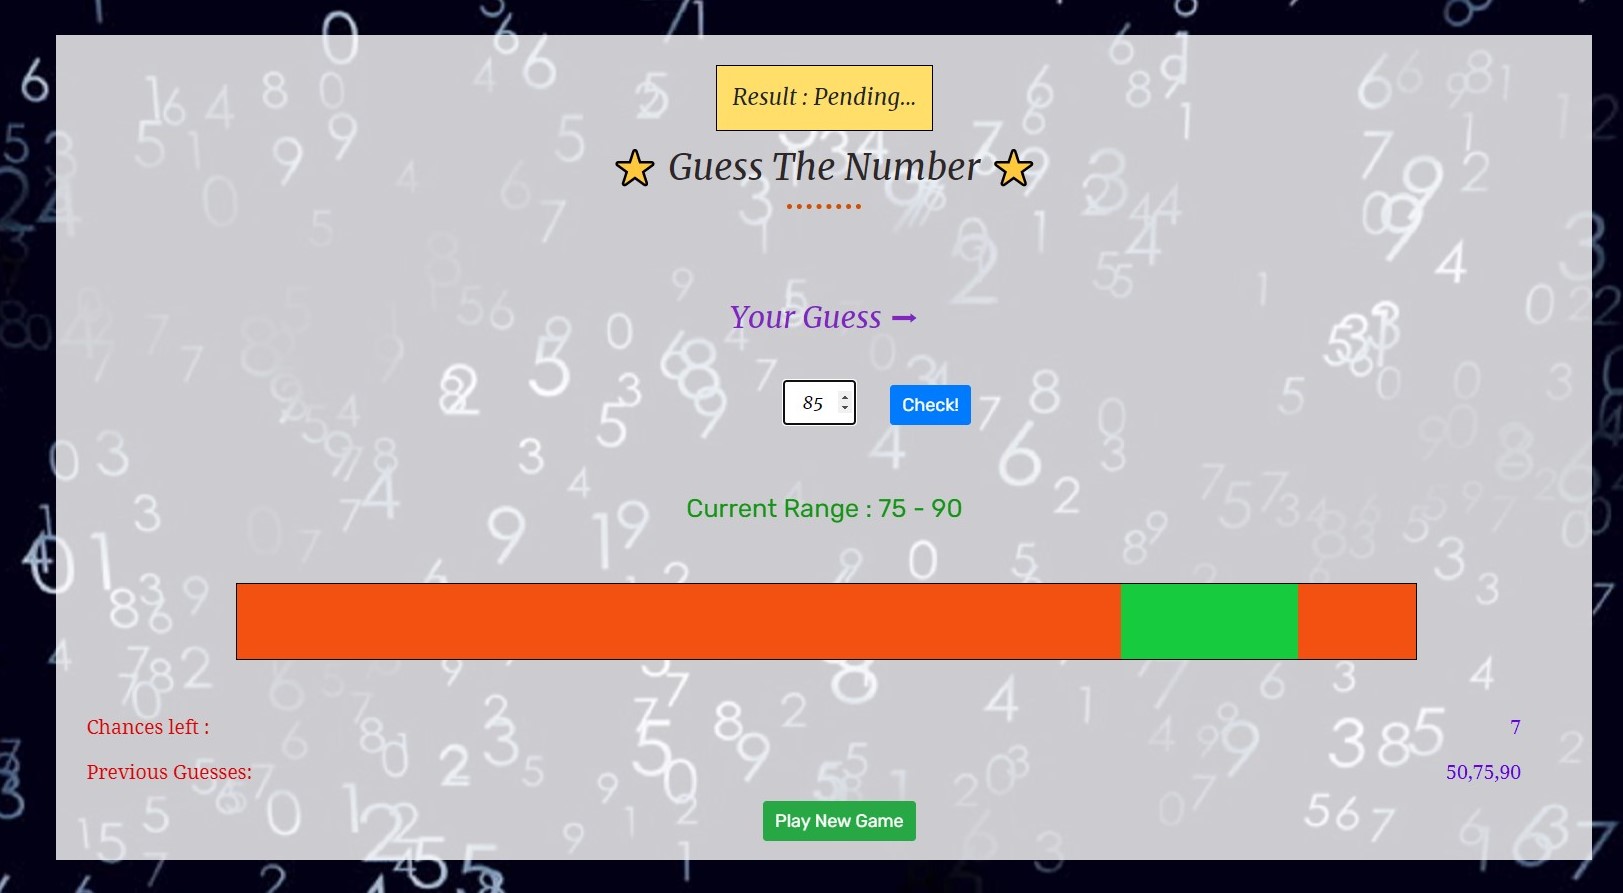 Result : Pending...
Guess The Number
Your Guess
85 Check!
Current Range : 75 - 90
Chances left : 7
Previous Guesses: 50,75,90
Play New Game